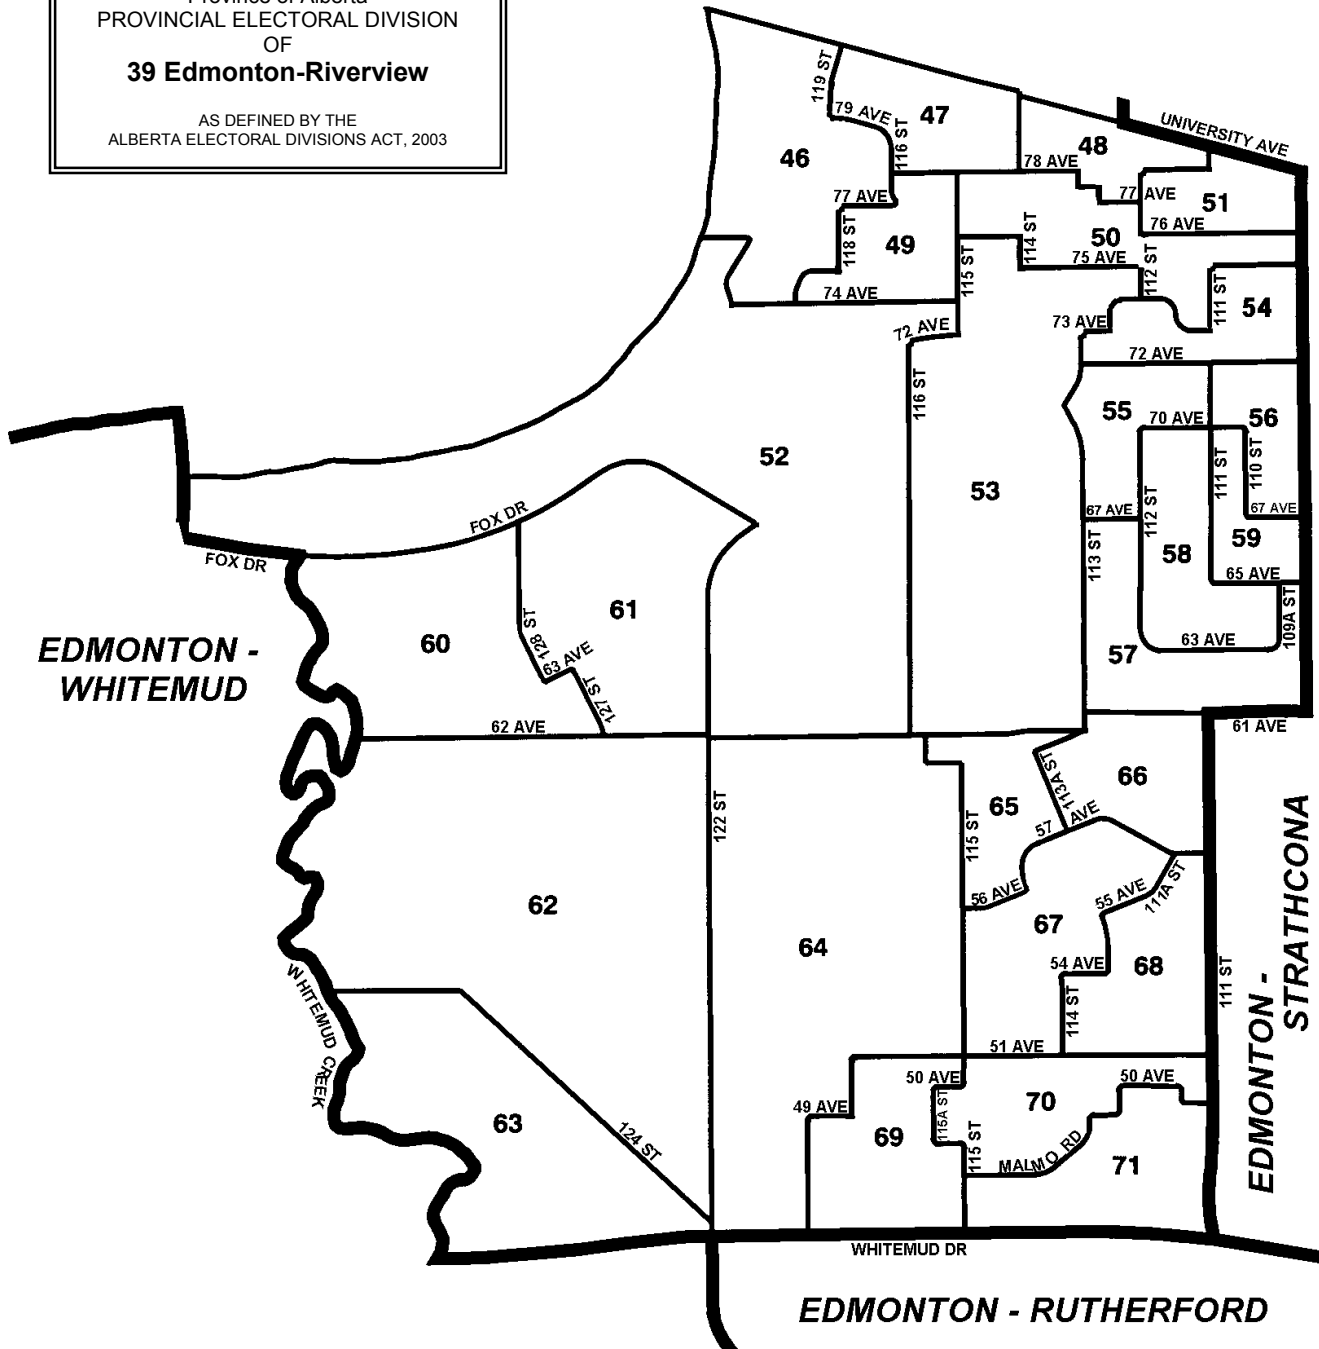 Province of Alberta
PROVINCIAL ELECTORAL DIVISION
OF
39 Edmonton-Riverview
AS DEFINED BY THE
ALBERTA ELECTORAL DIVISIONS ACT, 2003
119 ST
79 AVE
47
116 ST
46
48
UNIVERSITY AVE
78 AVE
77 AVE
77 AVE
51
76 AVE
118 ST
49
50
114 ST
115 ST
75 AVE
112 ST
111 ST
54
74 AVE
73 AVE
72 AVE
72 AVE
116 ST
55
70 AVE
56
52
53
111 ST
110 ST
67 AVE
112 ST
67 AVE
FOX DR
FOX DR
113 ST
58
59
65 AVE
61
128 ST
60
63 AVE
109A ST
63 AVE
57
127 ST
EDMONTON -
WHITEMUD
62 AVE
61 AVE
113A ST
66
65
122 ST
115 ST
57 AVE
56 AVE
55 AVE
111A ST
62
67
64
54 AVE
68
111 ST
114 ST
EDMONTON -
STRATHCONA
WHITEMUD CREEK
51 AVE
50 AVE
50 AVE
115A ST
49 AVE
70
63
69
124 ST
115 ST
MALMO RD
71
WHITEMUD DR
EDMONTON - RUTHERFORD